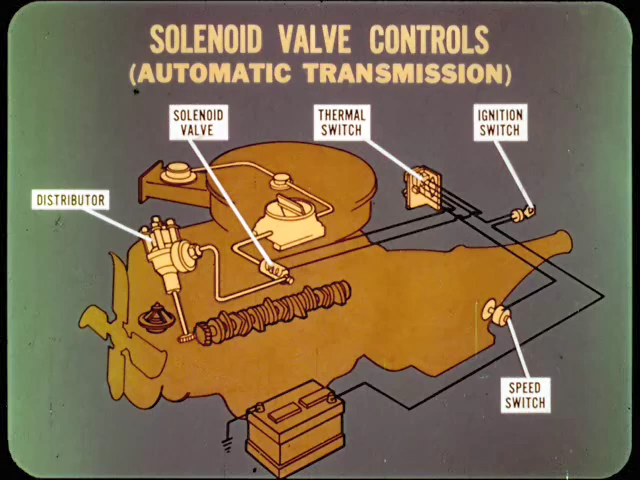 SOLENOID VALVE CONTROLS
(AUTOMATIC TRANSMISSION)
SOLENOID
VALVE
THERMAL
SWITCH
IGNITION
SWITCH
DISTRIBUTOR
SPEED
SWITCH